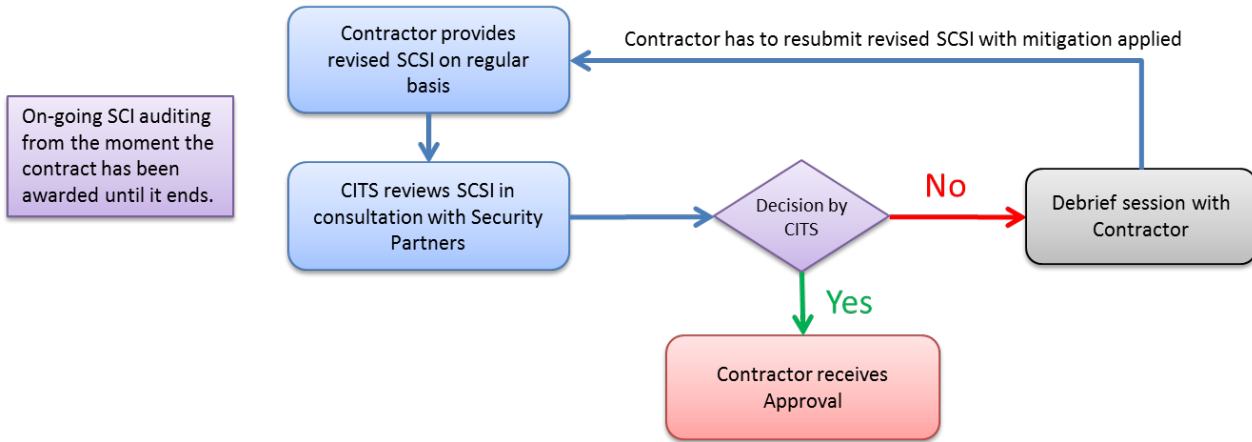 Contractor provides
revised SCSI on regular
basis
Contractor has to resubmit revised SCSI with mitigation applied
On-going SCI auditing
from the moment the
contract has been
awarded until it ends.
CITS reviews SCSI in
consultation with Security
Partners
Decision by
CITS
No
Debrief session with
Contractor
Yes
Contractor receives
Approval